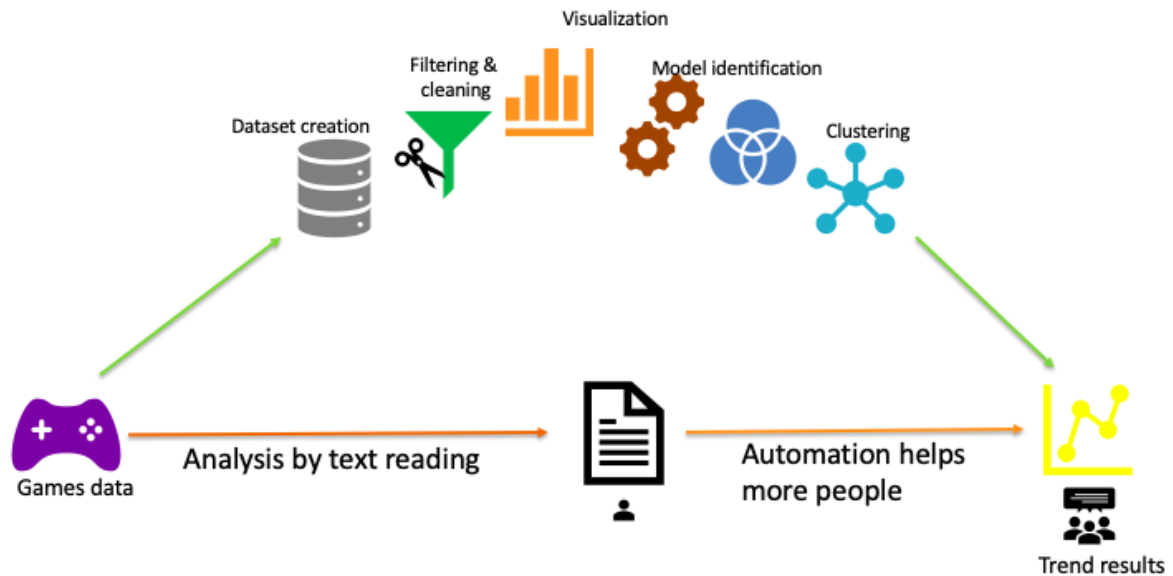 Visualization
Filtering &
cleaning
Model identification
Dataset creation
Clustering
Analysis by text reading
Automation helps
more people
Games data
Trend results